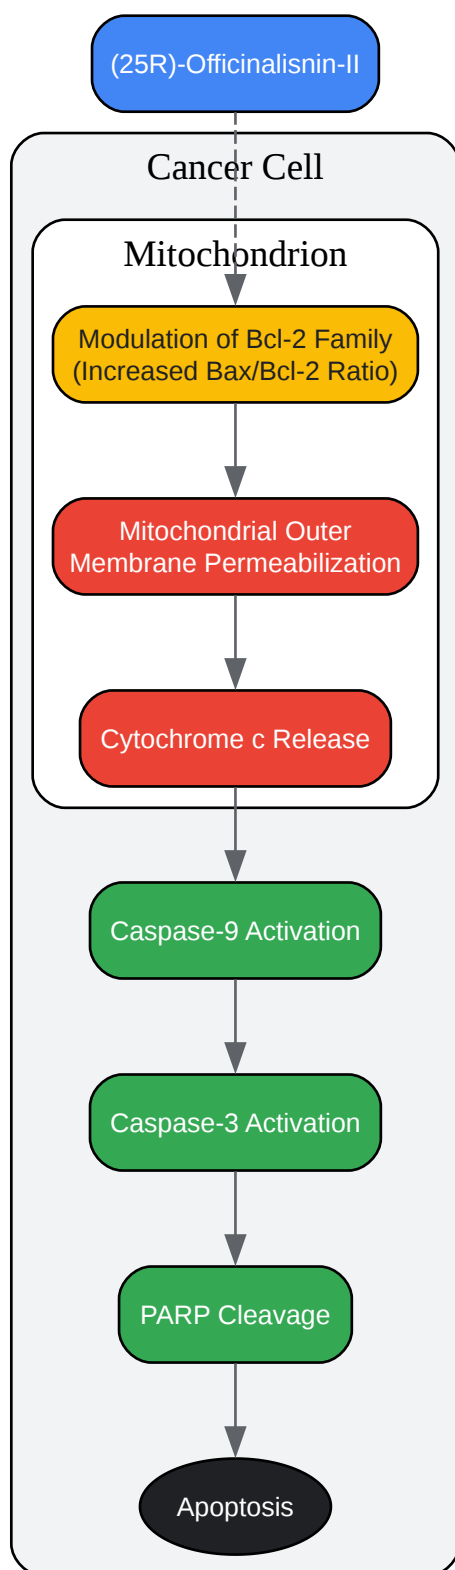 (25R)-Officinalisnin-II
Cancer Cell
Mitochondrion
Modulation of Bcl-2 Family
(Increased Bax/Bcl-2 Ratio)
Mitochondrial Outer
Membrane Permeabilization
Cytochrome c Release
Caspase-9 Activation
Caspase-3 Activation
PARP Cleavage
Apoptosis